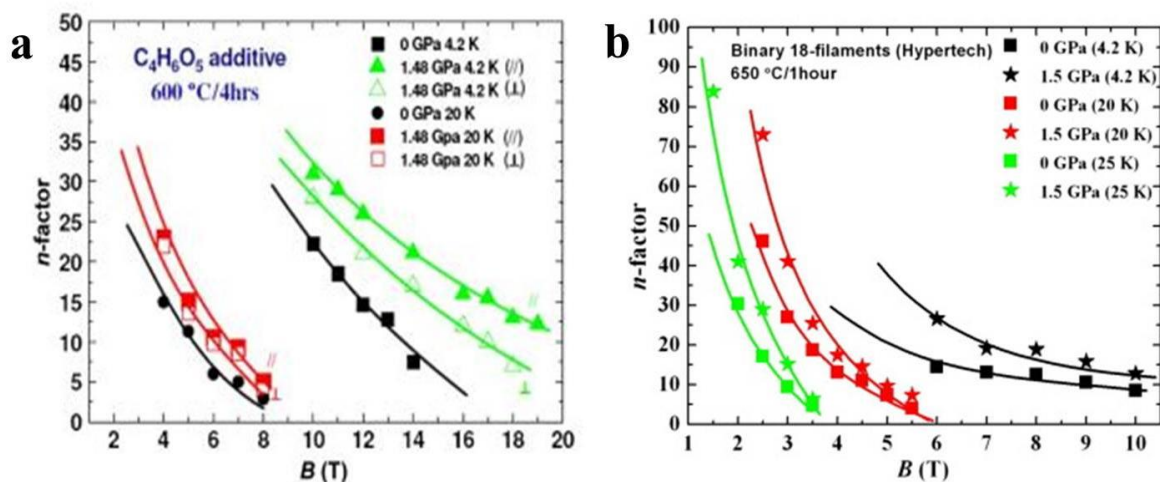 a
C₄H₆O₅ additive
600 °C/4hrs
0 GPa 4.2 K
1.48 GPa 4.2 K (//)
1.48 GPa 4.2 K (⊥)
0 GPa 20 K
1.48 Gpa 20 K (//)
1.48 Gpa 20 K (⊥)
n-factor
50
45
40
35
30
25
20
15
10
5
0
//
⊥
//
⊥
2 4 6 8 10 12 14 16 18 20
B (T)
b
Binary 18-filaments (Hypertech)
650 °C/1hour
0 GPa (4.2 K)
1.5 GPa (4.2 K)
0 GPa (20 K)
1.5 GPa (20 K)
0 GPa (25 K)
1.5 GPa (25 K)
n-factor
100
90
80
70
60
50
40
30
20
10
0
1 2 3 4 5 6 7 8 9 10
B (T)